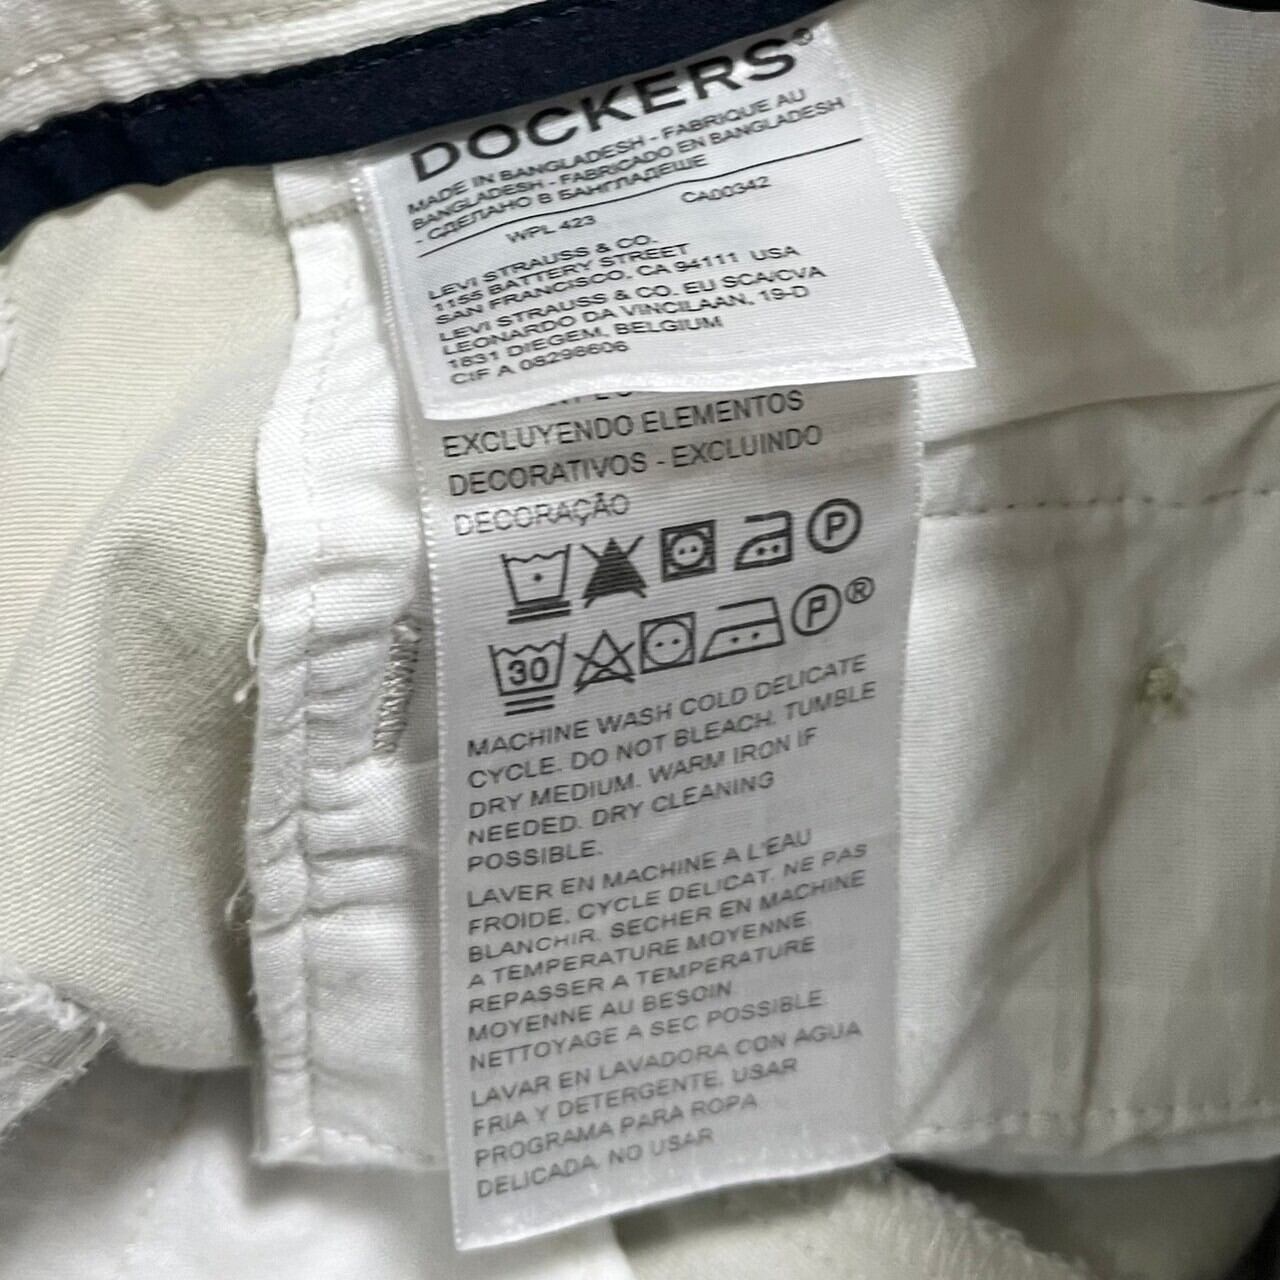 DOCKERS®
MADE IN BANGLADESH - FABRIQUE AU
BANGLADESH - FABRICADO EN BANGLADESH
- СДЕЛАНО В БАНГЛАДЕШЕ
WPL 423 CA00342
LEVI STRAUSS & CO.
1155 BATTERY STREET
SAN FRANCISCO, CA 94111 USA
LEVI STRAUSS & CO. EU SCA/CVA
LEONARDO DA VINCILAAN, 19-D
1831 DIEGEM, BELGIUM
CIF A 08298606
EXCLUYENDO ELEMENTOS
DECORATIVOS - EXCLUINDO
DECORAÇÃO
P
30 P®
MACHINE WASH COLD DELICATE
CYCLE. DO NOT BLEACH. TUMBLE
DRY MEDIUM. WARM IRON IF
NEEDED. DRY CLEANING
POSSIBLE.
LAVER EN MACHINE A L'EAU
FROIDE, CYCLE DELICAT. NE PAS
BLANCHIR. SECHER EN MACHINE
A TEMPERATURE MOYENNE.
REPASSER A TEMPERATURE
MOYENNE AU BESOIN.
NETTOYAGE A SEC POSSIBLE.
LAVAR EN LAVADORA CON AGUA
FRIA Y DETERGENTE, USAR
PROGRAMA PARA ROPA
DELICADA. NO USAR